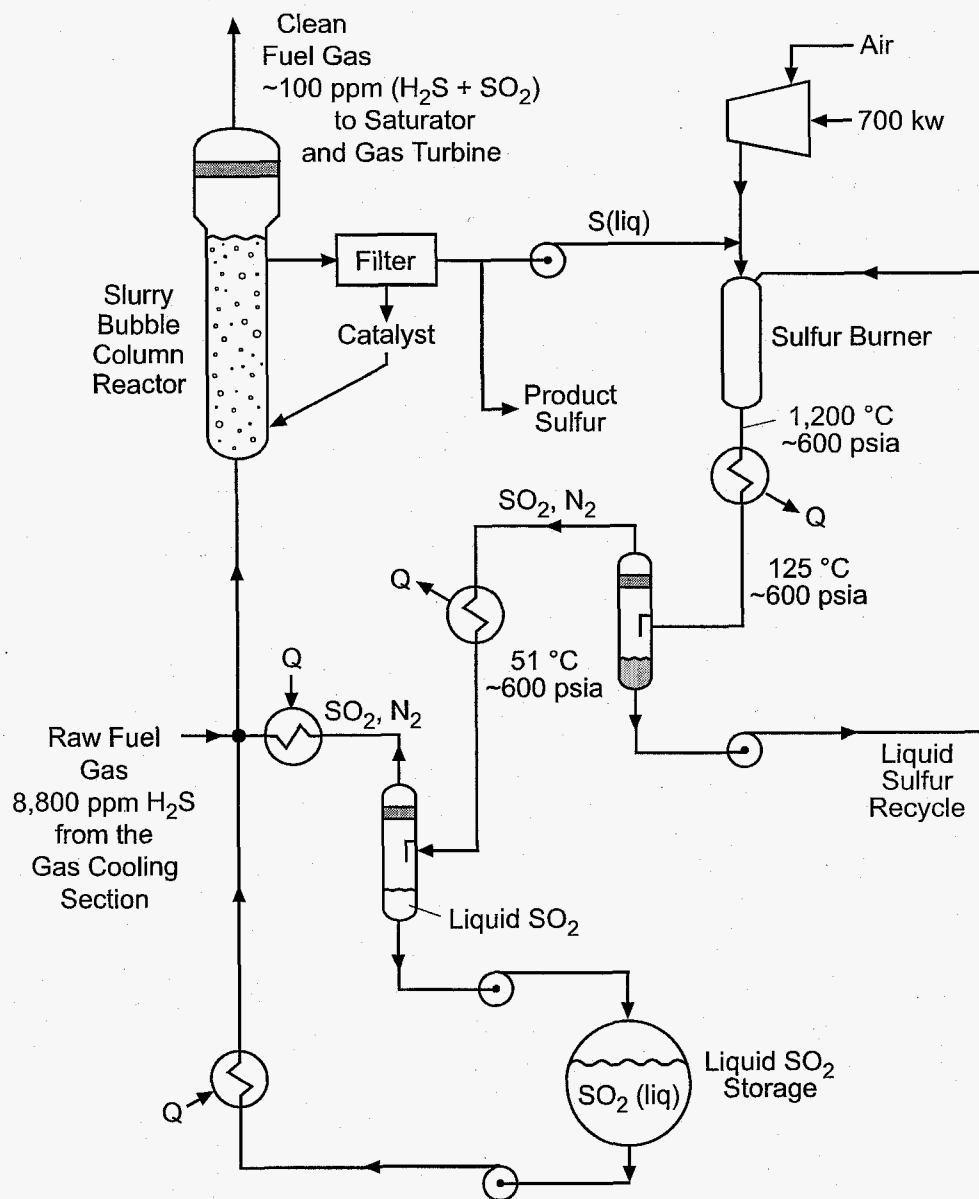 Clean
Fuel Gas
~100 ppm (H₂S + SO₂)
to Saturator
and Gas Turbine
Air
700 kw
S(liq)
Filter
Slurry
Bubble
Column
Reactor
Catalyst
Sulfur Burner
Product
Sulfur
1,200 °C
~600 psia
Q
SO₂, N₂
Q
125 °C
~600 psia
51 °C
~600 psia
Q
SO₂, N₂
Raw Fuel
Gas
8,800 ppm H₂S
from the
Gas Cooling
Section
Liquid
Sulfur
Recycle
Liquid SO₂
Liquid SO₂
Storage
SO₂ (liq)
Q